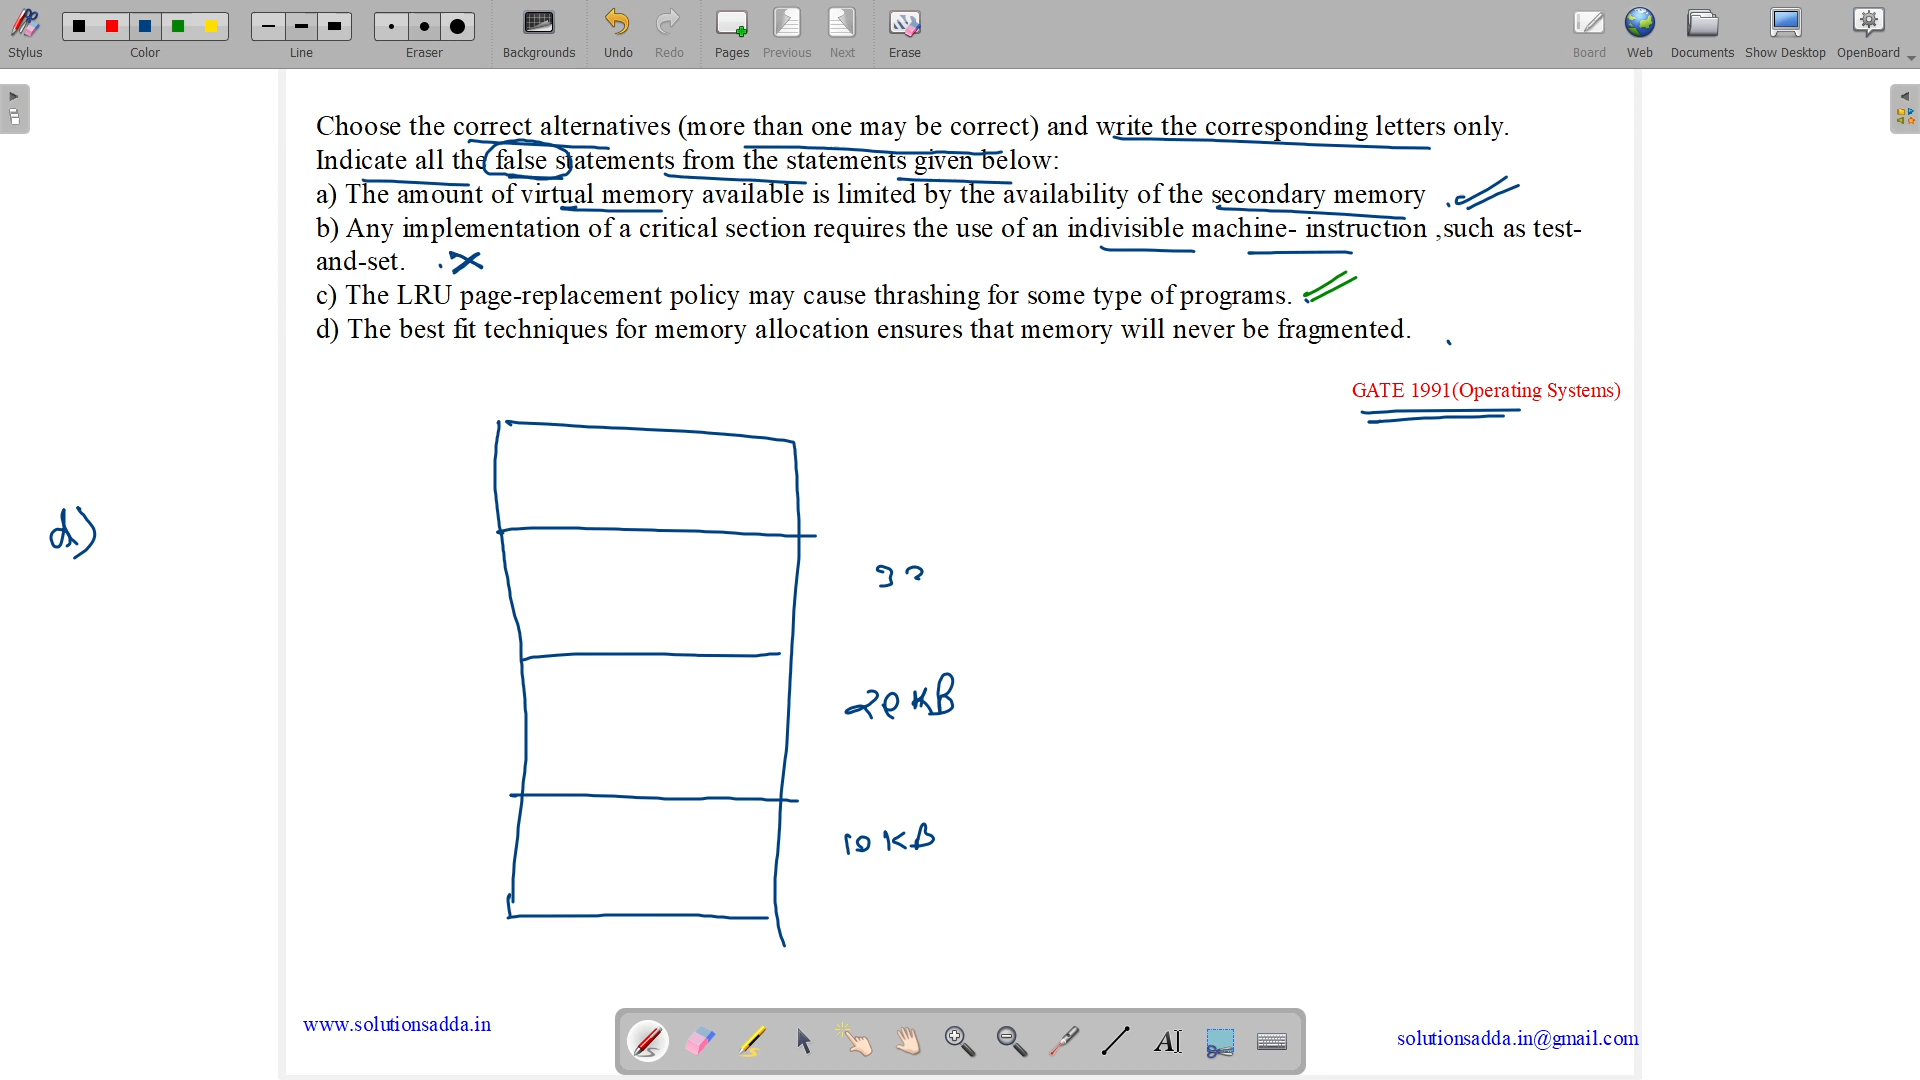 Stylus
Color
Line
Eraser
Backgrounds
Undo
Redo
Pages
Previous
Next
Erase
Board
Web
Documents
Show Desktop
OpenBoard
Choose the correct alternatives (more than one may be correct) and write the corresponding letters only.
Indicate all the false statements from the statements given below:
a) The amount of virtual memory available is limited by the availability of the secondary memory
b) Any implementation of a critical section requires the use of an indivisible machine- instruction ,such as test-
and-set.
c) The LRU page-replacement policy may cause thrashing for some type of programs.
d) The best fit techniques for memory allocation ensures that memory will never be fragmented.
GATE 1991(Operating Systems)
d)
20 KB
10 KB
www.solutionsadda.in
solutionsadda.in@gmail.com